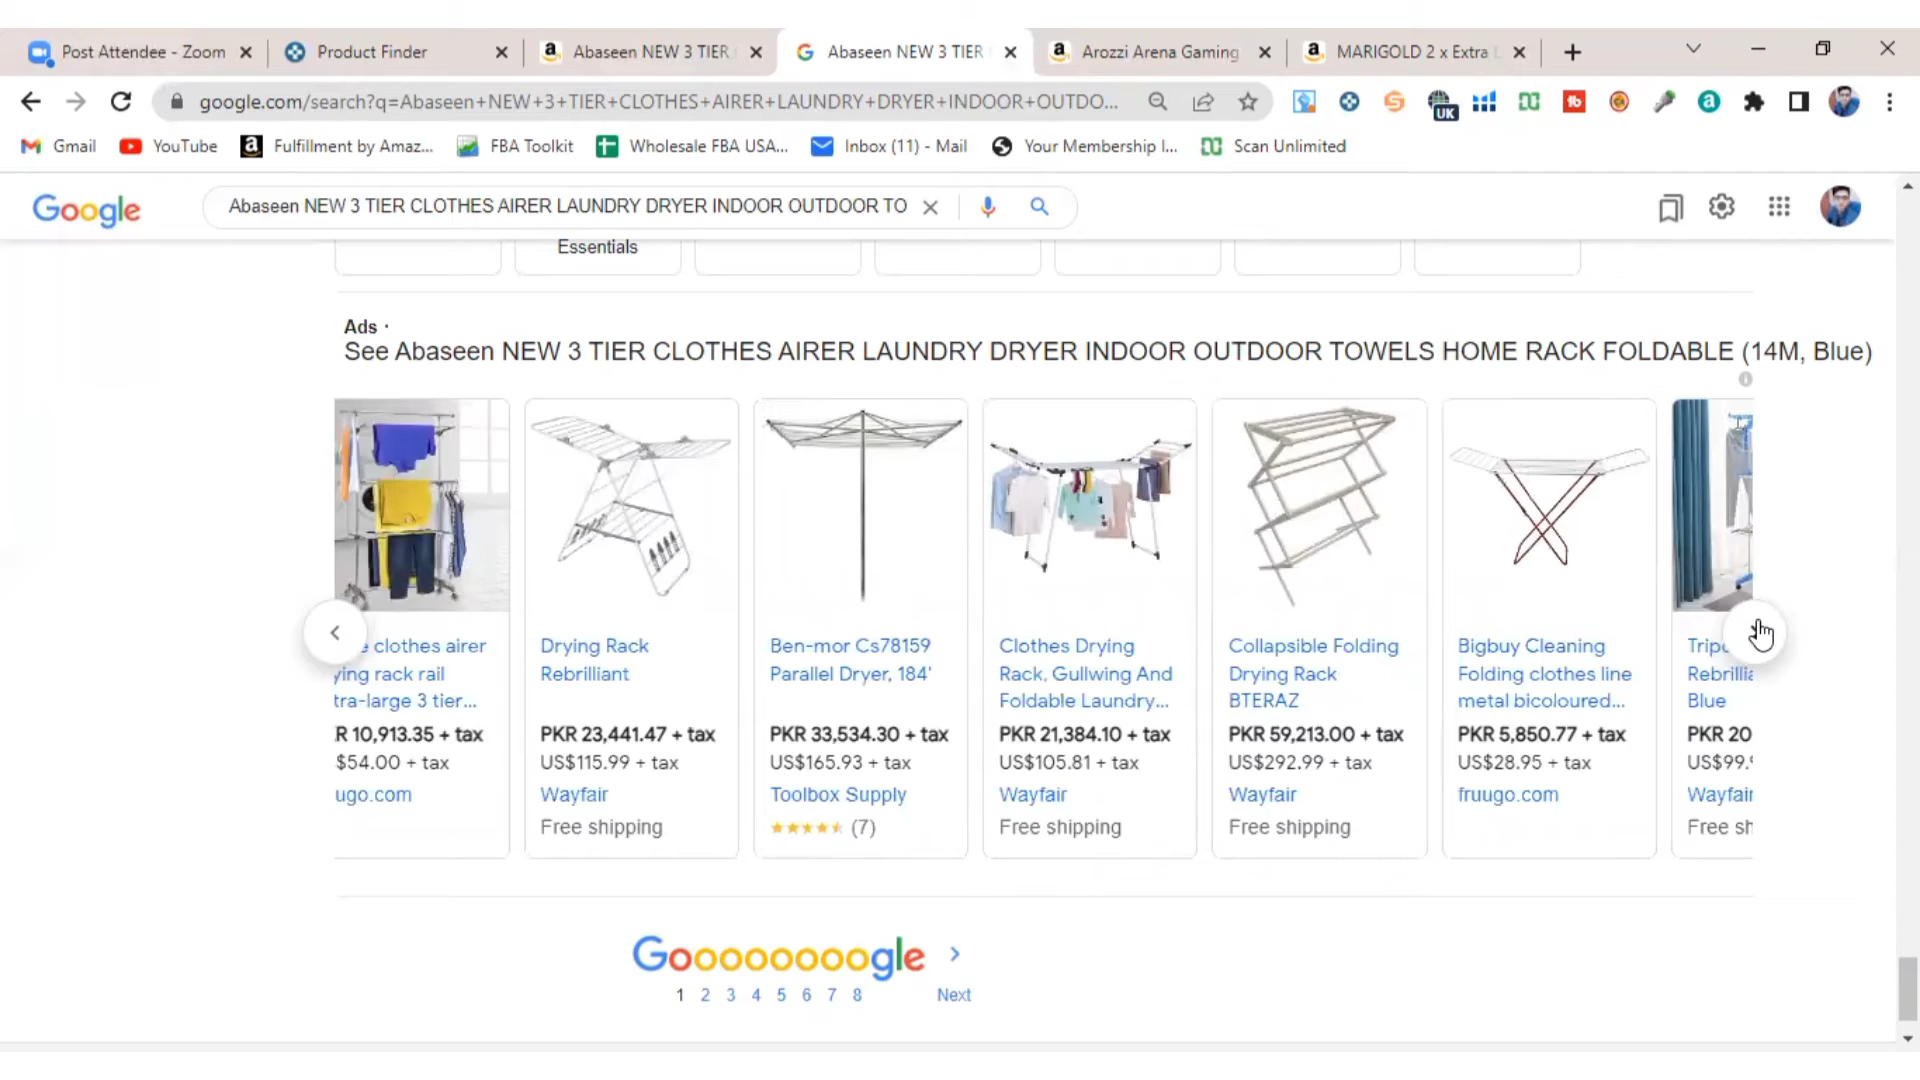 Post Attendee - Zoom
Product Finder
Abaseen NEW 3 TIER
Abaseen NEW 3 TIER
Arozzi Arena Gaming
MARIGOLD 2 x Extra
google.com/search?q=Abaseen+NEW+3+TIER+CLOTHES+AIRER+LAUNDRY+DRYER+INDOOR+OUTDO...
UK
Gmail
YouTube
Fulfillment by Amaz...
FBA Toolkit
Wholesale FBA USA...
Inbox (11) - Mail
Your Membership I...
Scan Unlimited
Google
Abaseen NEW 3 TIER CLOTHES AIRER LAUNDRY DRYER INDOOR OUTDOOR TO
Essentials
Ads ·
See Abaseen NEW 3 TIER CLOTHES AIRER LAUNDRY DRYER INDOOR OUTDOOR TOWELS HOME RACK FOLDABLE (14M, Blue)
e clothes airer
ying rack rail
tra-large 3 tier...
R 10,913.35 + tax
$54.00 + tax
ugo.com
Drying Rack
Rebrilliant
PKR 23,441.47 + tax
US$115.99 + tax
Wayfair
Free shipping
Ben-mor Cs78159
Parallel Dryer, 184'
PKR 33,534.30 + tax
US$165.93 + tax
Toolbox Supply
(7)
Clothes Drying
Rack, Gullwing And
Foldable Laundry...
PKR 21,384.10 + tax
US$105.81 + tax
Wayfair
Free shipping
Collapsible Folding
Drying Rack
BTERAZ
PKR 59,213.00 + tax
US$292.99 + tax
Wayfair
Free shipping
Bigbuy Cleaning
Folding clothes line
metal bicoloured...
PKR 5,850.77 + tax
US$28.95 + tax
fruugo.com
Trip
Rebrillia
Blue
PKR 20
US$99.
Wayfair
Free sh
Goooooooogle
1 2 3 4 5 6 7 8 Next